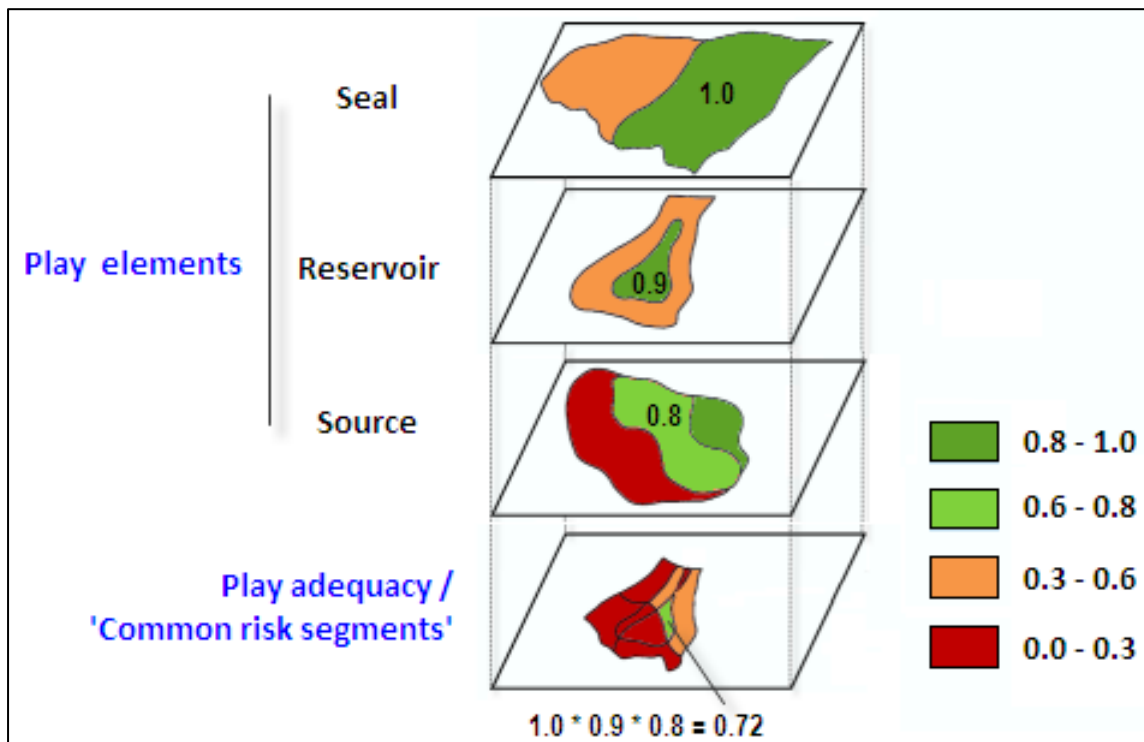 Seal
1.0
Play elements
Reservoir
0.9
Source
0.8
0.8 - 1.0
0.6 - 0.8
0.3 - 0.6
0.0 - 0.3
Play adequacy /
'Common risk segments'
1.0 * 0.9 * 0.8 = 0.72